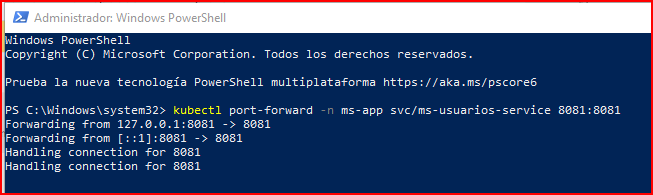 Administrador: Windows PowerShell
Windows PowerShell
Copyright (C) Microsoft Corporation. Todos los derechos reservados.
Prueba la nueva tecnología PowerShell multiplataforma https://aka.ms/pscore6
PS C:\Windows\system32> kubectl port-forward -n ms-app svc/ms-usuarios-service 8081:8081
Forwarding from 127.0.0.1:8081 -> 8081
Forwarding from [::1]:8081 -> 8081
Handling connection for 8081
Handling connection for 8081